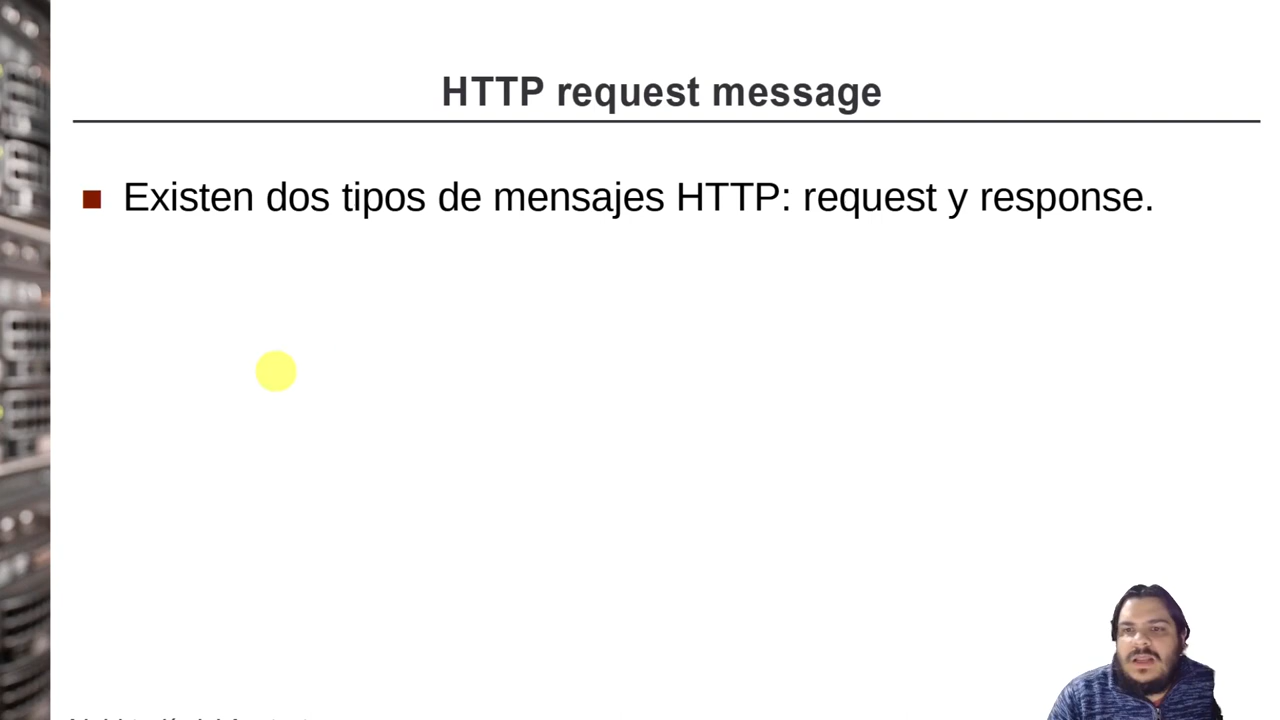 HTTP request message
Existen dos tipos de mensajes HTTP: request y response.